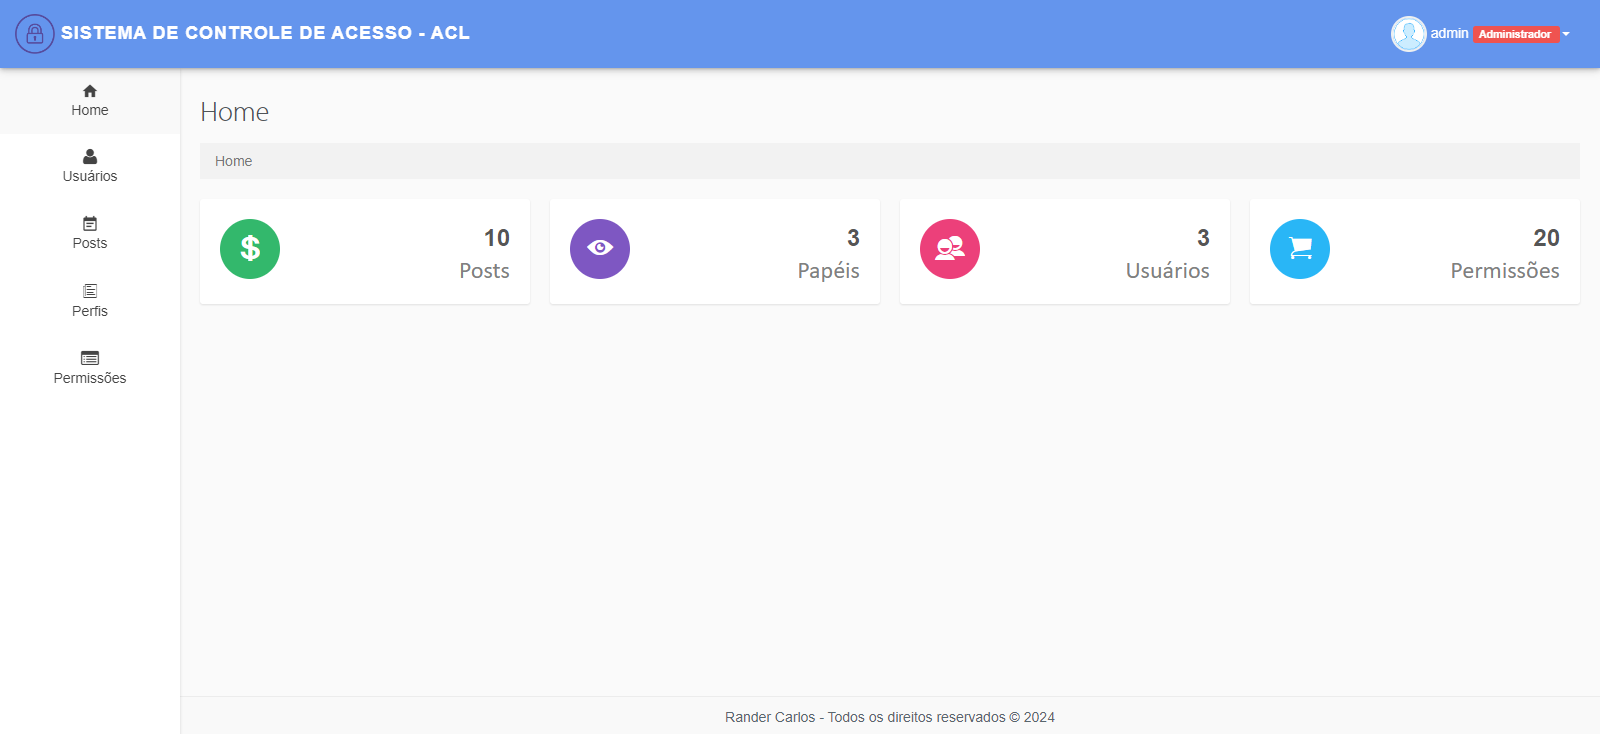 SISTEMA DE CONTROLE DE ACESSO - ACL
admin Administrador
Home
Usuários
Posts
Perfis
Permissões
Home
Home
10
Posts
3
Papéis
3
Usuários
20
Permissões
Rander Carlos - Todos os direitos reservados © 2024